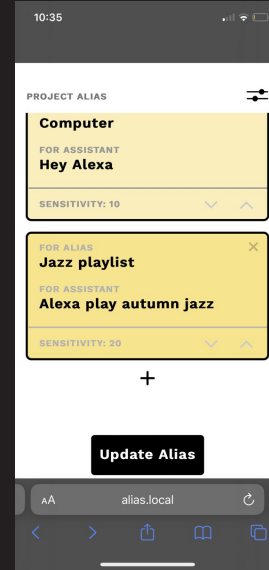 10:35
PROJECT ALIAS
Computer
FOR ASSISTANT
Hey Alexa
SENSITIVITY: 10
FOR ALIAS
Jazz playlist
FOR ASSISTANT
Alexa play autumn jazz
SENSITIVITY: 20
+
Update Alias
AA alias.local